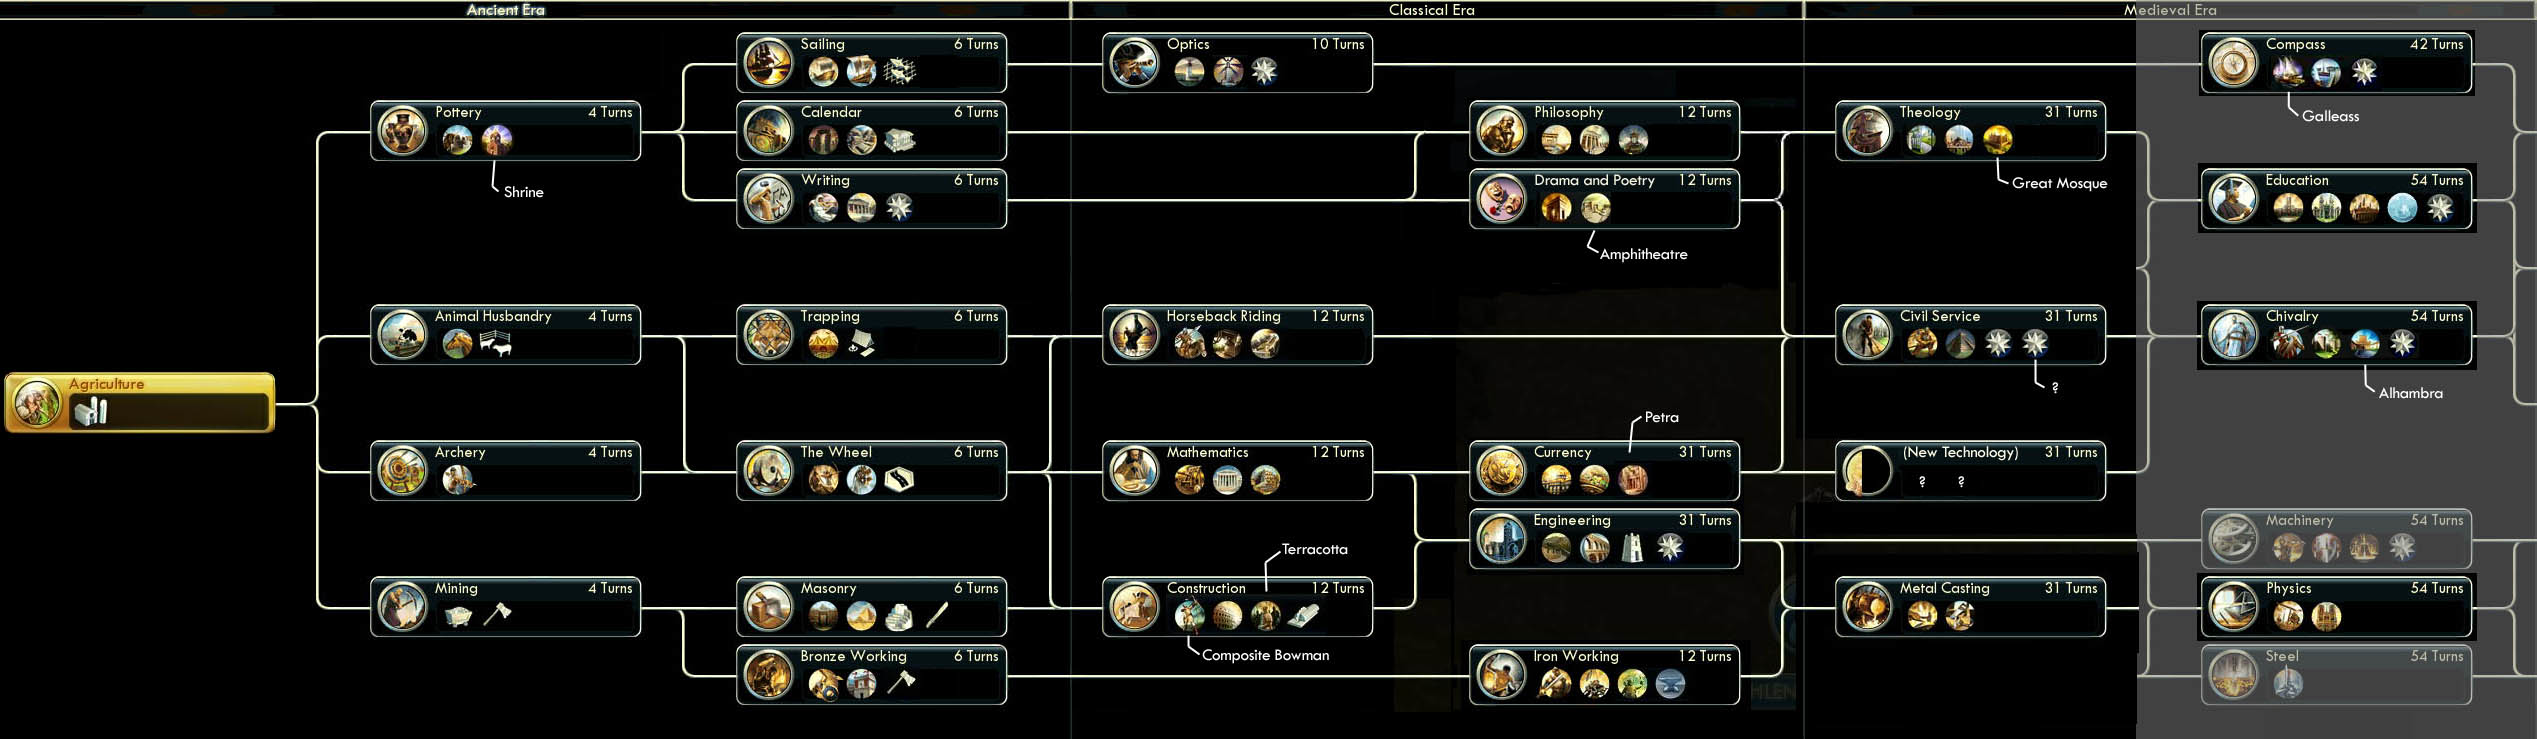 Ancient Era
Classical Era
Medieval Era
Sailing 6 Turns
Optics 10 Turns
Compass 42 Turns
Galleass
Pottery 4 Turns
Shrine
Calendar 6 Turns
Philosophy 12 Turns
Theology 31 Turns
Great Mosque
Writing 6 Turns
Drama and Poetry 12 Turns
Amphitheatre
Education 54 Turns
Animal Husbandry 4 Turns
Trapping 6 Turns
Horseback Riding 12 Turns
Civil Service 31 Turns
?
Chivalry 54 Turns
Alhambra
Agriculture
Petra
Archery 4 Turns
The Wheel 6 Turns
Mathematics 12 Turns
Currency 31 Turns
(New Technology) 31 Turns
? ?
Engineering 31 Turns
Machinery 54 Turns
Terracotta
Mining 4 Turns
Masonry 6 Turns
Construction 12 Turns
Composite Bowman
Metal Casting 31 Turns
Physics 54 Turns
Bronze Working 6 Turns
Iron Working 12 Turns
Steel 54 Turns